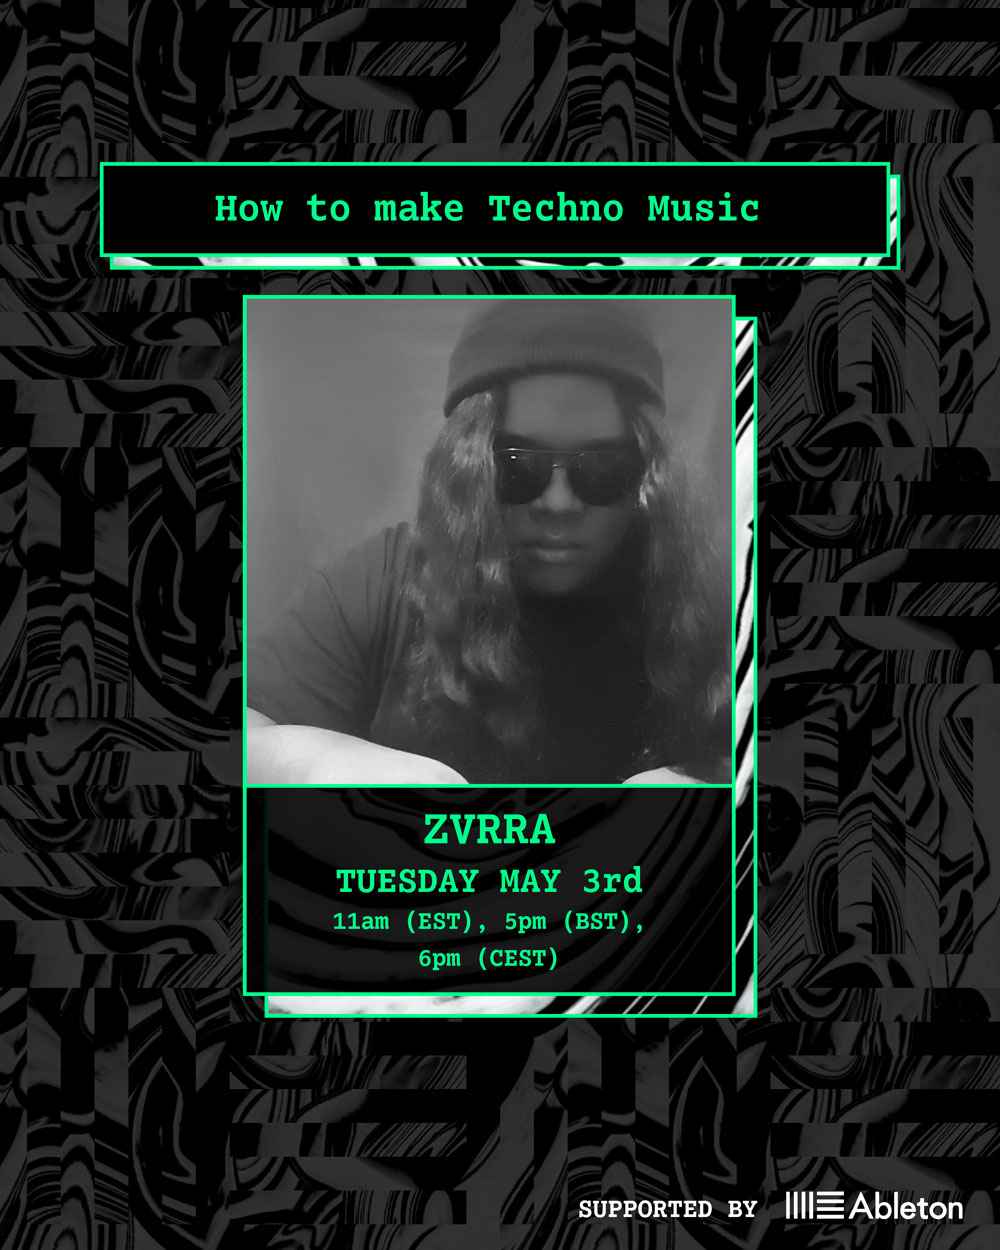 How to make Techno Music
ZVRRA
TUESDAY MAY 3rd
11am (EST), 5pm (BST),
6pm (CEST)
SUPPORTED BY Ableton